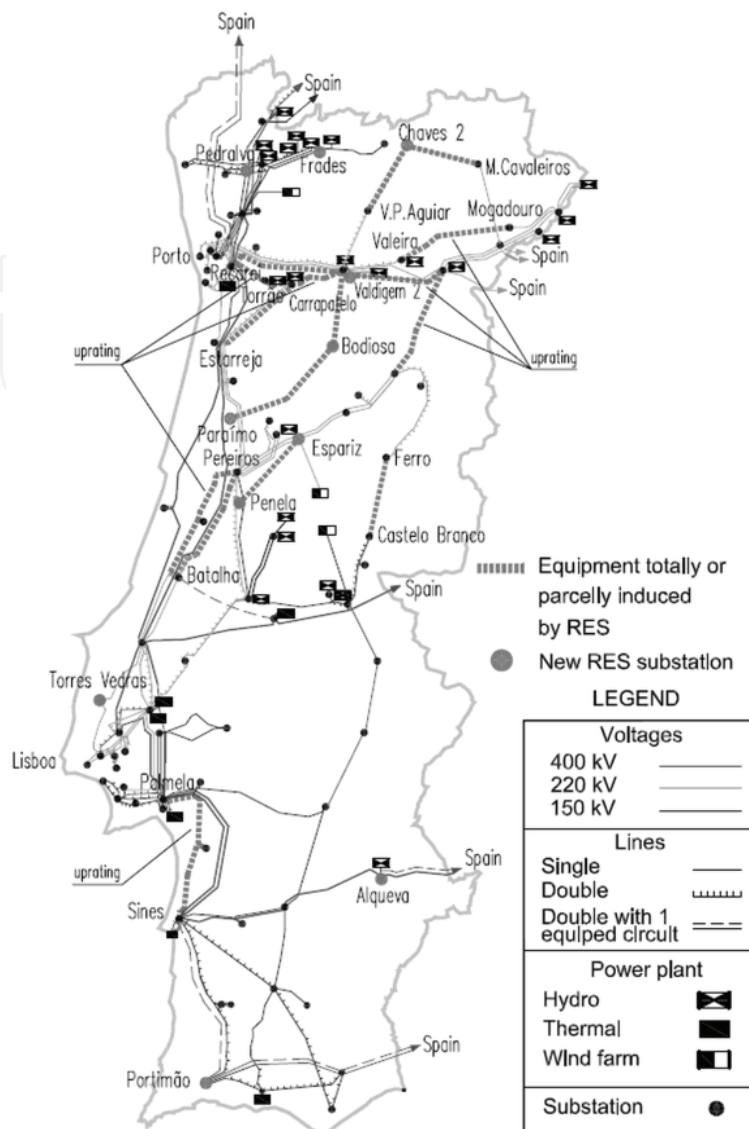 Spain
Spain
Chaves 2
Pedralva
Frades
M.Cavaleiros
V.P.Aguiar
Mogadouro
Porto
Valeira
Spain
Recarei
Torrão
Valdigem 2
Spain
Carrapatelo
uprating
Bodiosa
uprating
Estarreja
Paraímo
Espariz
Pereiros
Ferro
Penela
Castelo Branco
Batalha
Spain
Equipment totally or
parcelly induced
by RES
New RES substation
Torres Vedras
LEGEND
Voltages
Lisboa
400 kV
Palmela
220 kV
150 kV
Lines
uprating
Spain
Single
Alqueva
Double
Sines
Double with 1
equiped circuit
Power plant
Hydro
Thermal
Spain
Wind farm
Portimão
Substation